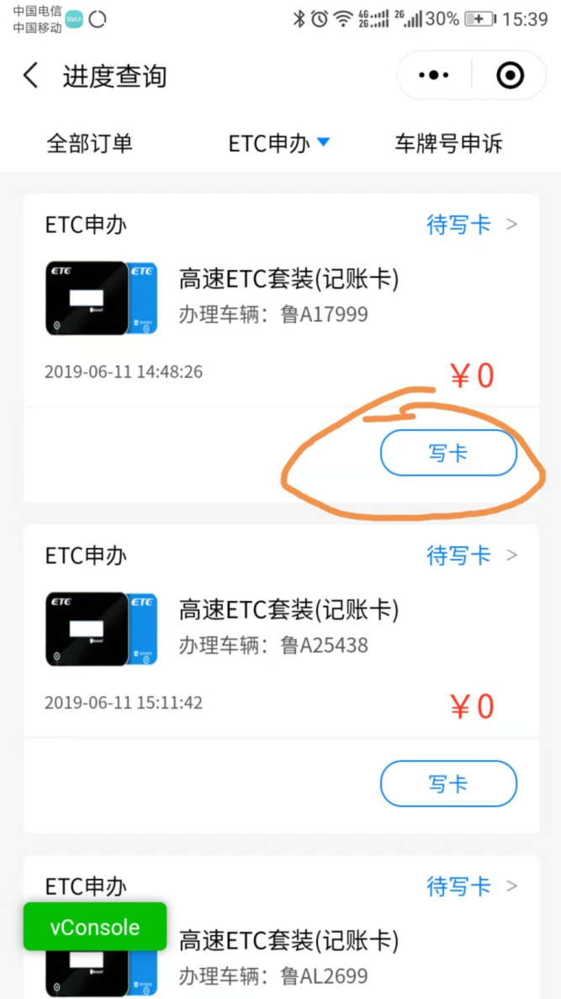 中国电信
中国移动
4G
2G
2G
30%
15:39
进度查询
全部订单
ETC申办
车牌号申诉
ETC申办
待写卡 >
ETC
ETC
高速ETC套装(记账卡)
办理车辆：鲁A17999
2019-06-11 14:48:26
￥0
写卡
ETC申办
待写卡 >
ETC
ETC
高速ETC套装(记账卡)
办理车辆：鲁A25438
2019-06-11 15:11:42
￥0
写卡
ETC申办
待写卡 >
vConsole
高速ETC套装(记账卡)
办理车辆：鲁AL2699